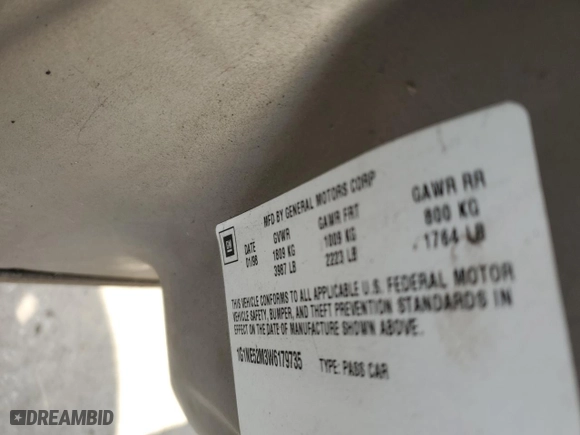 MFD BY GENERAL MOTORS CORP
GM DATE GVWR GAWR FRT GAWR RR
01/98 1809 KG 1009 KG 800 KG
3987 LB 2223 LB 1764 LB
THIS VEHICLE CONFORMS TO ALL APPLICABLE U.S. FEDERAL MOTOR
VEHICLE SAFETY, BUMPER, AND THEFT PREVENTION STANDARDS IN
EFFECT ON THE DATE OF MANUFACTURE SHOWN ABOVE.
1G1NE52M3W6179735 TYPE: PASS CAR
DREAMBID